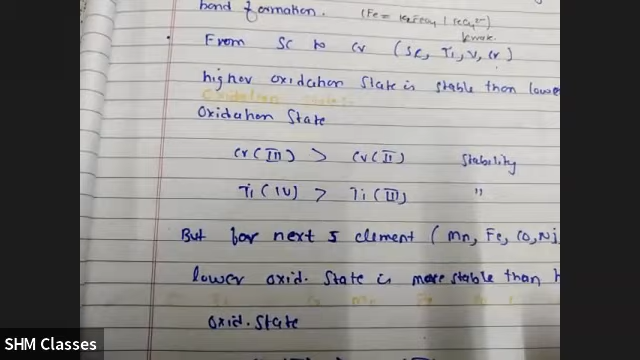 bond formation.
From Sc to Cr (Sc, Ti, V, Cr)
higher oxidation State is stable than lowe
Oxidation State
Cr (III) > Cr (II) Stability
Ti (IV) > Ti (II) "
But for next 5 element (Mn, Fe, CO, Ni
lower oxid. State is more stable than h
oxid. State
SHM Classes